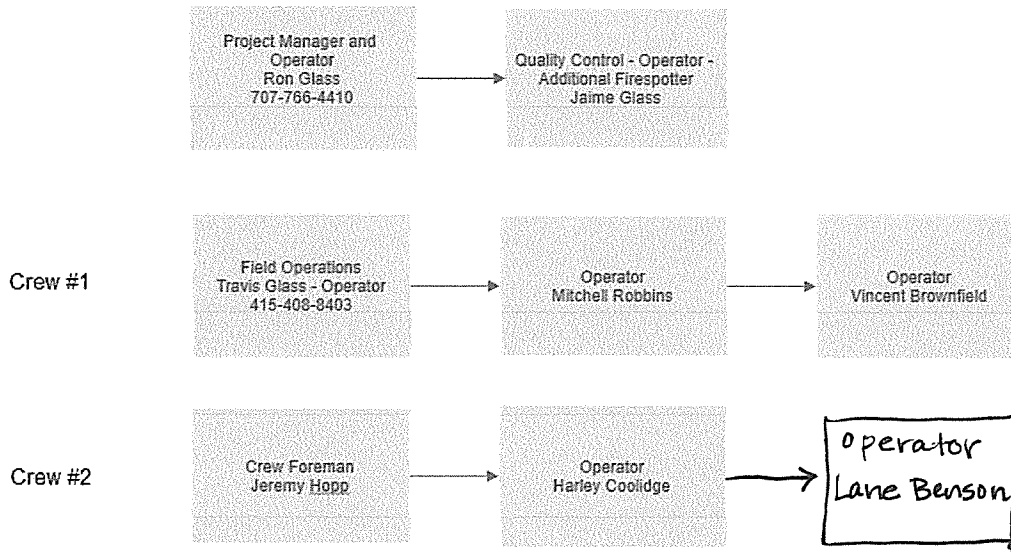 Project Manager and
Operator
Ron Glass
707-766-4410
Quality Control - Operator -
Additional Firespotter
Jaime Glass
Crew #1
Field Operations
Travis Glass - Operator
415-408-8403
Operator
Mitchell Robbins
Operator
Vincent Brownfield
Crew #2
Crew Foreman
Jeremy Hopp
Operator
Harley Coolidge
Operator
Lane Benson